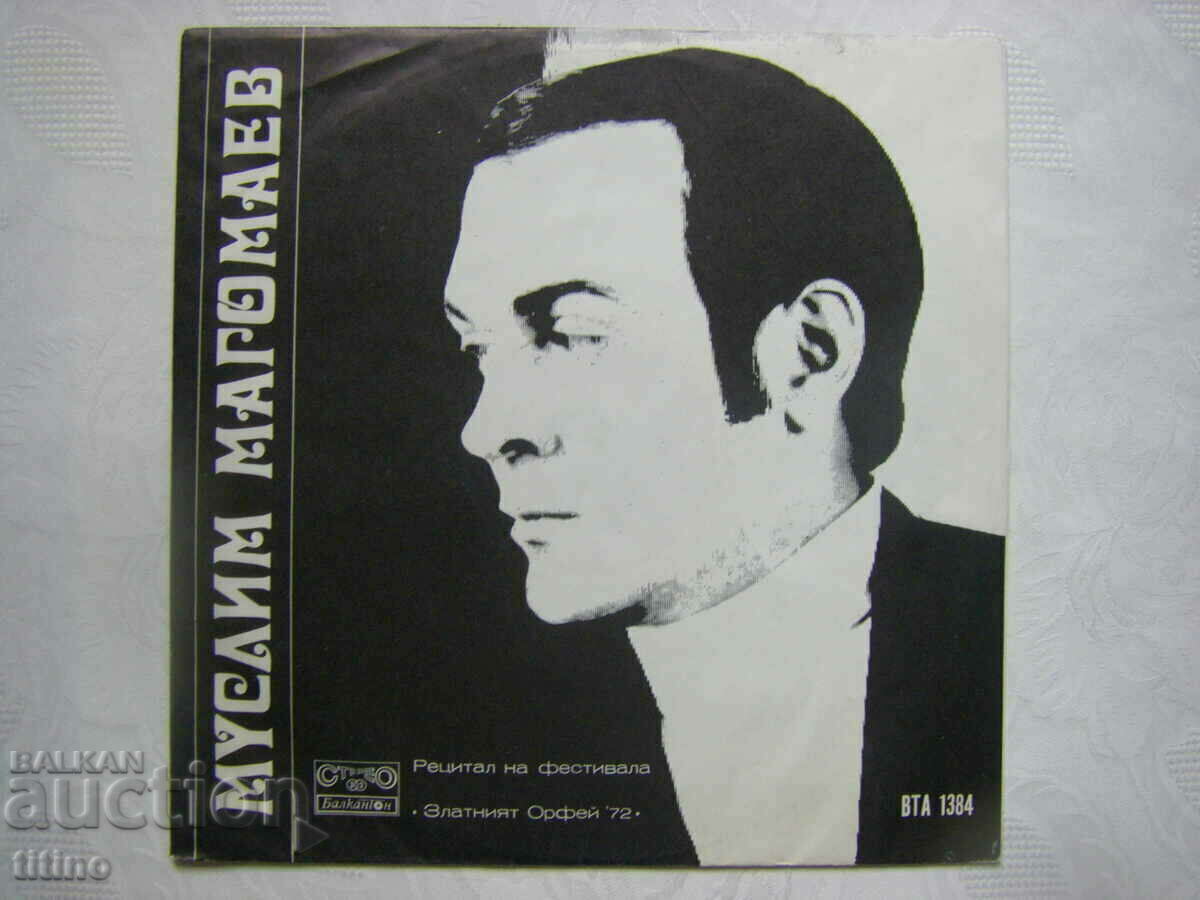 МУСЛИМ МАГОМАЕВ
СТЕРЕО
Балкантон
Рецитал на фестивала
• Златният Орфей '72 •
ВТА 1384
BALKAN
auction
titino